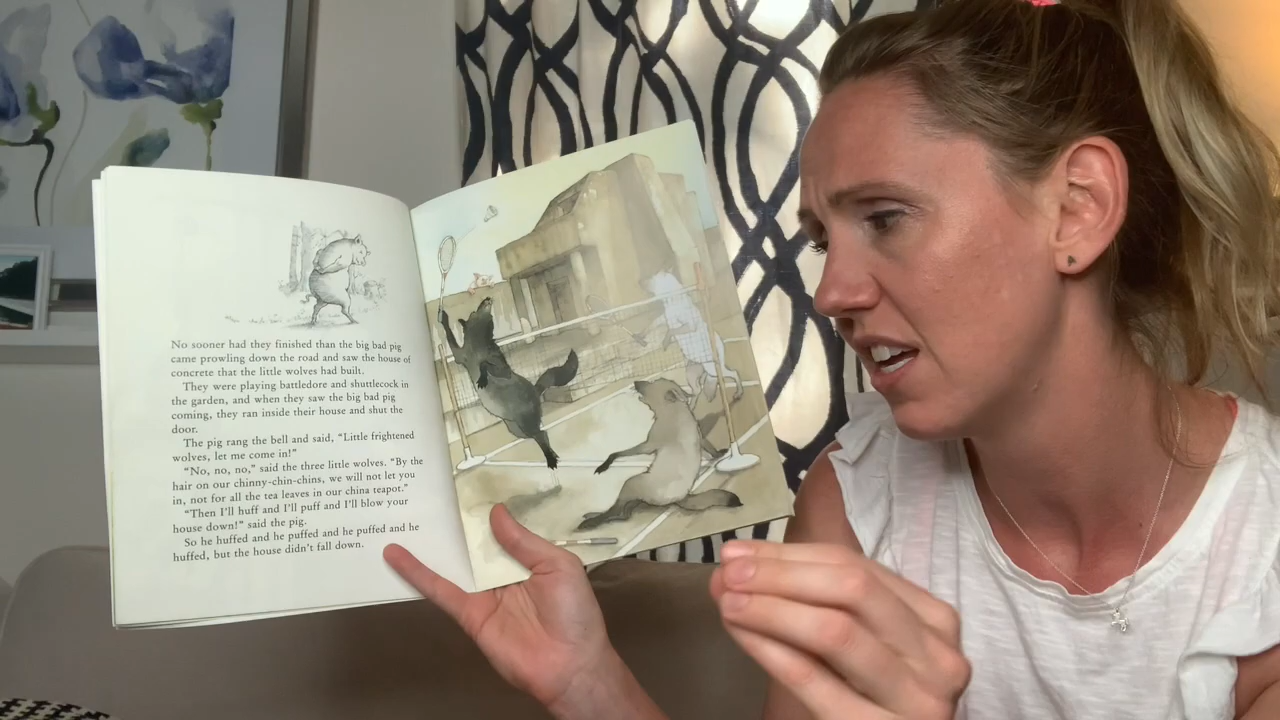 No sooner had they finished than the big bad pig
came prowling down the road and saw the house of
concrete that the little wolves had built.
They were playing battledore and shuttlecock in
the garden, and when they saw the big bad pig
coming, they ran inside their house and shut the
door.
The pig rang the bell and said, “Little frightened
wolves, let me come in!”
“No, no, no,” said the three little wolves. “By the
hair on our chinny-chin-chins, we will not let you
in, not for all the tea leaves in our china teapot.”
“Then I’ll huff and I’ll puff and I’ll blow your
house down!” said the pig.
So he huffed and he puffed and he puffed and he
huffed, but the house didn’t fall down.